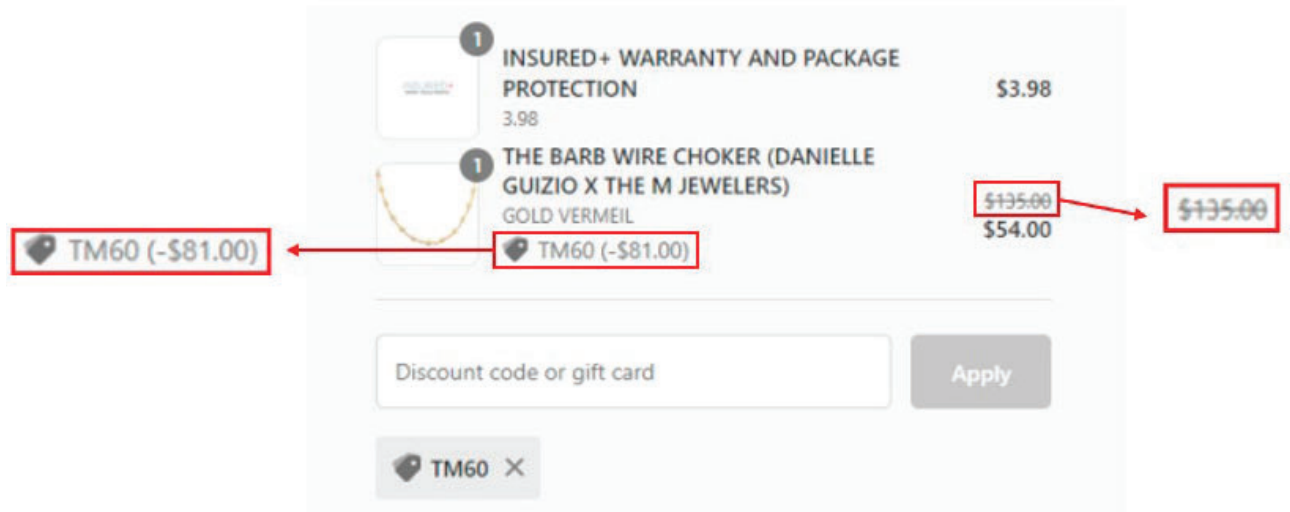 1
INSURED+ WARRANTY AND PACKAGE
PROTECTION
$3.98
3.98
1
THE BARB WIRE CHOKER (DANIELLE
GUIZIO X THE M JEWELERS)
$135.00
$135.00
GOLD VERMEIL
$54.00
TM60 (-$81.00)
TM60 (-$81.00)
Discount code or gift card
Apply
TM60 ×